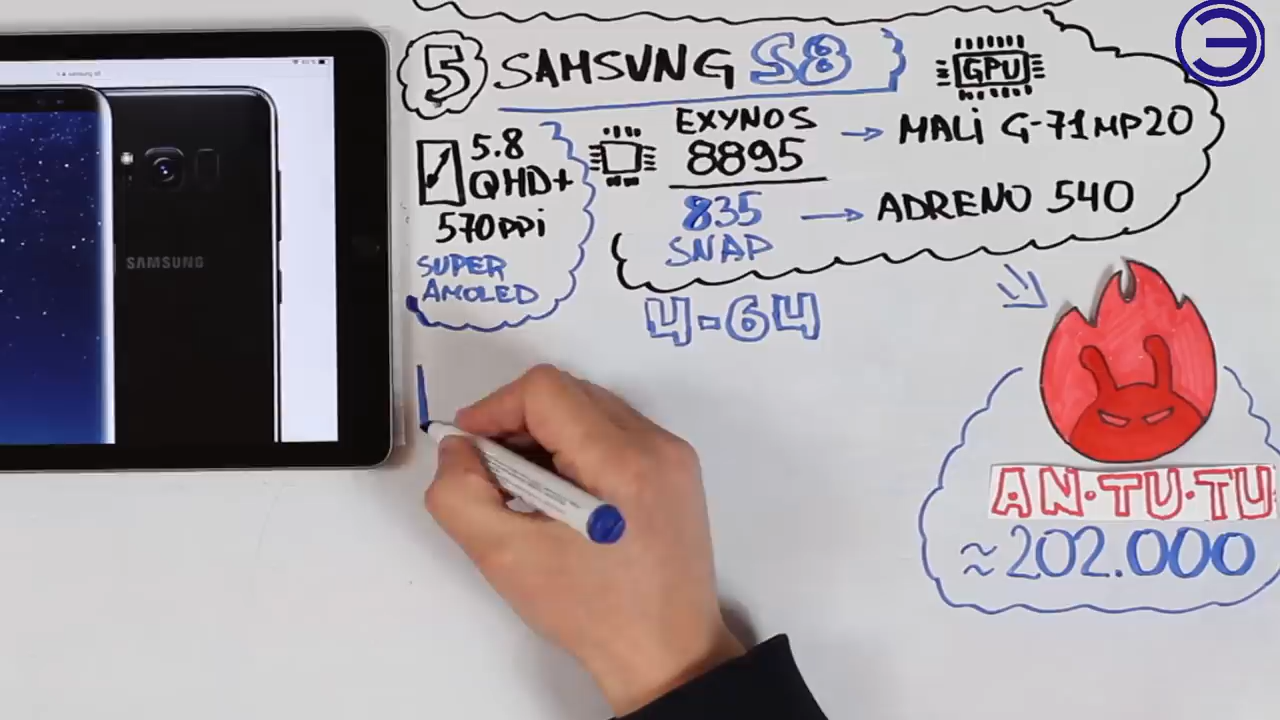 5 SAMSUNG S8
GPU
5.8
QHD+
570PPi
SUPER
AMOLED
EXYNOS
8895
835
SNAP
MALi G-71MP20
ADRENO 540
4-64
SAMSUNG
AN·TU·TU
≈202.000
Э